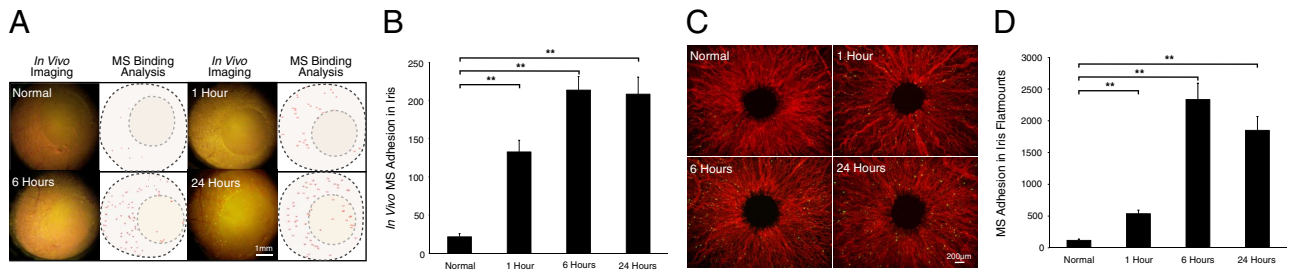 A
In Vivo
Imaging
MS Binding
Analysis
In Vivo
Imaging
MS Binding
Analysis
Normal
1 Hour
6 Hours
24 Hours
1mm
B
In Vivo MS Adhesion in Iris
250
200
150
100
50
0
**
**
**
Normal
1 Hour
6 Hours
24 Hours
C
Normal
1 Hour
6 Hours
24 Hours
200µm
D
MS Adhesion in Iris Flatmounts
3000
2500
2000
1500
1000
500
0
**
**
**
Normal
1 Hour
6 Hours
24 Hours